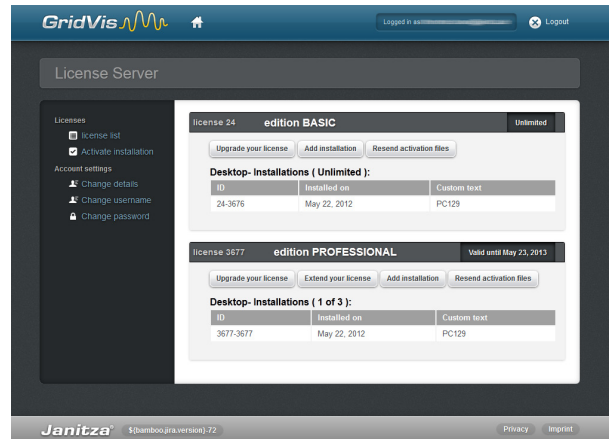 GridVis
Logged in as
Logout
License Server
Licenses
license list
Activate installation
Account settings
Change details
Change username
Change password
license 24 edition BASIC Unlimited
Upgrade your license Add installation Resend activation files
Desktop- Installations ( Unlimited ):
ID Installed on Custom text
24-3676 May 22, 2012 PC129
license 3677 edition PROFESSIONAL Valid until May 23, 2013
Upgrade your license Extend your license Add installation Resend activation files
Desktop- Installations ( 1 of 3 ):
ID Installed on Custom text
3677-3677 May 22, 2012 PC129
Janitza® ${bamboo.jira.version}-72 Privacy Imprint